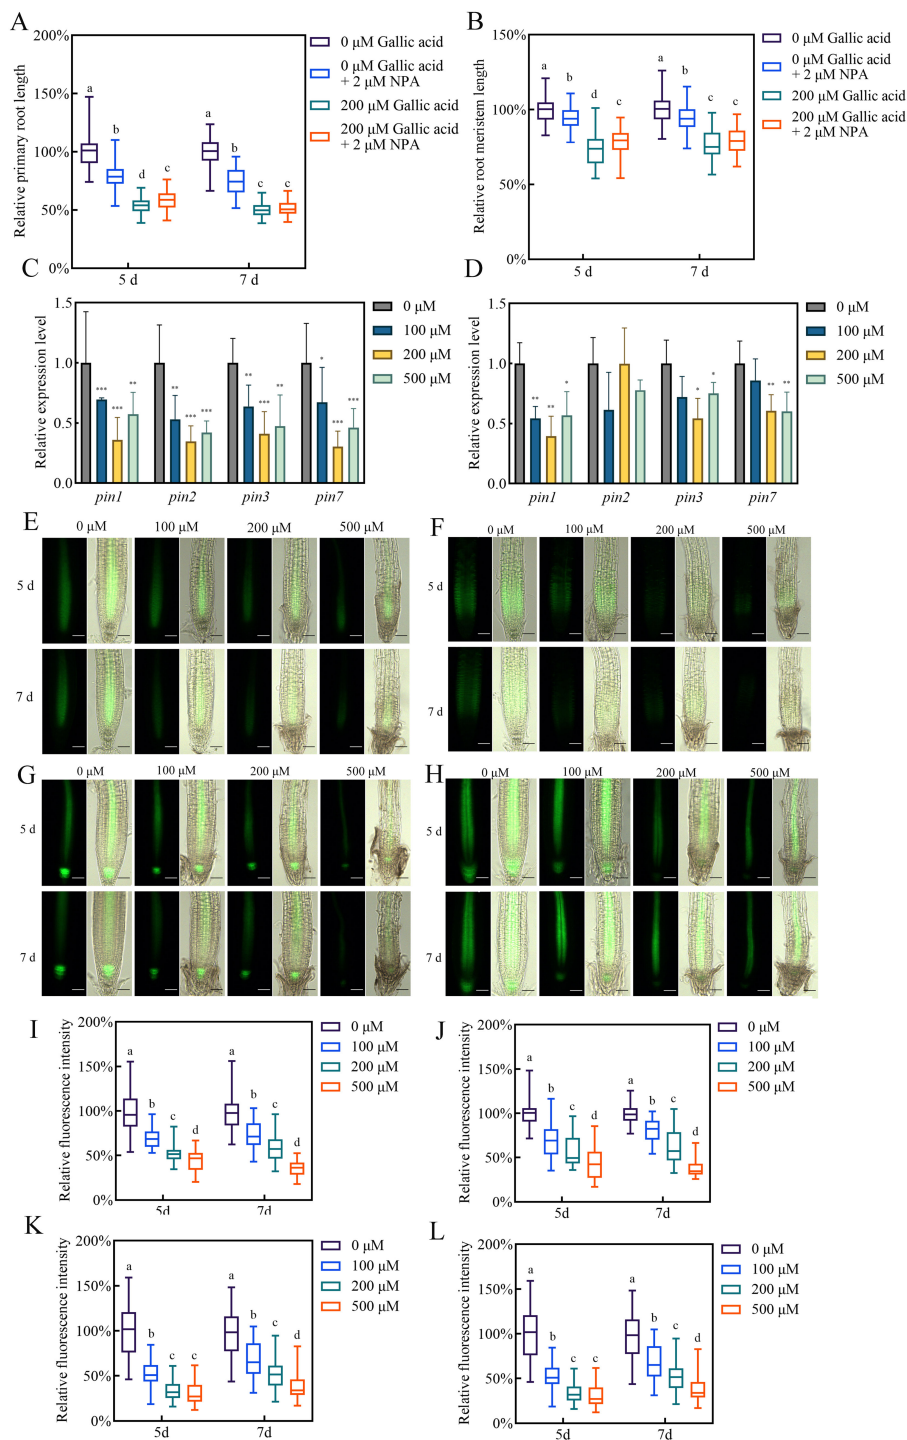 A
Relative primary root length
200%
150%
100%
50%
0%
a
b
d
c
a
b
c
c
5 d
7 d
0 μM Gallic acid
0 μM Gallic acid
+ 2 μM NPA
200 μM Gallic acid
200 μM Gallic acid
+ 2 μM NPA
B
Relative root meristem length
150%
100%
50%
0%
a
b
d
c
a
b
c
c
5 d
7 d
0 μM Gallic acid
0 μM Gallic acid
+ 2 μM NPA
200 μM Gallic acid
200 μM Gallic acid
+ 2 μM NPA
C
Relative expression level
1.5
1.0
0.5
0.0
*** *** **
** *** ***
** *** **
* *** ***
pin1 pin2 pin3 pin7
0 μM
100 μM
200 μM
500 μM
D
Relative expression level
1.5
1.0
0.5
0.0
** ** *
* *
** **
pin1 pin2 pin3 pin7
0 μM
100 μM
200 μM
500 μM
E
0 μM 100 μM 200 μM 500 μM
5 d
7 d
F
0 μM 100 μM 200 μM 500 μM
5 d
7 d
G
0 μM 100 μM 200 μM 500 μM
5 d
7 d
H
0 μM 100 μM 200 μM 500 μM
5 d
7 d
I
Relative fluorescence intensity
200%
150%
100%
50%
0%
a
b
c
d
a
b
c
d
5d
7d
0 μM
100 μM
200 μM
500 μM
J
Relative fluorescence intensity
200%
150%
100%
50%
0%
a
b
c
d
a
b
c
d
5d
7d
0 μM
100 μM
200 μM
500 μM
K
Relative fluorescence intensity
200%
150%
100%
50%
0%
a
b
c
c
a
b
c
d
5d
7d
0 μM
100 μM
200 μM
500 μM
L
Relative fluorescence intensity
200%
150%
100%
50%
0%
a
b
c
c
a
b
c
d
5d
7d
0 μM
100 μM
200 μM
500 μM